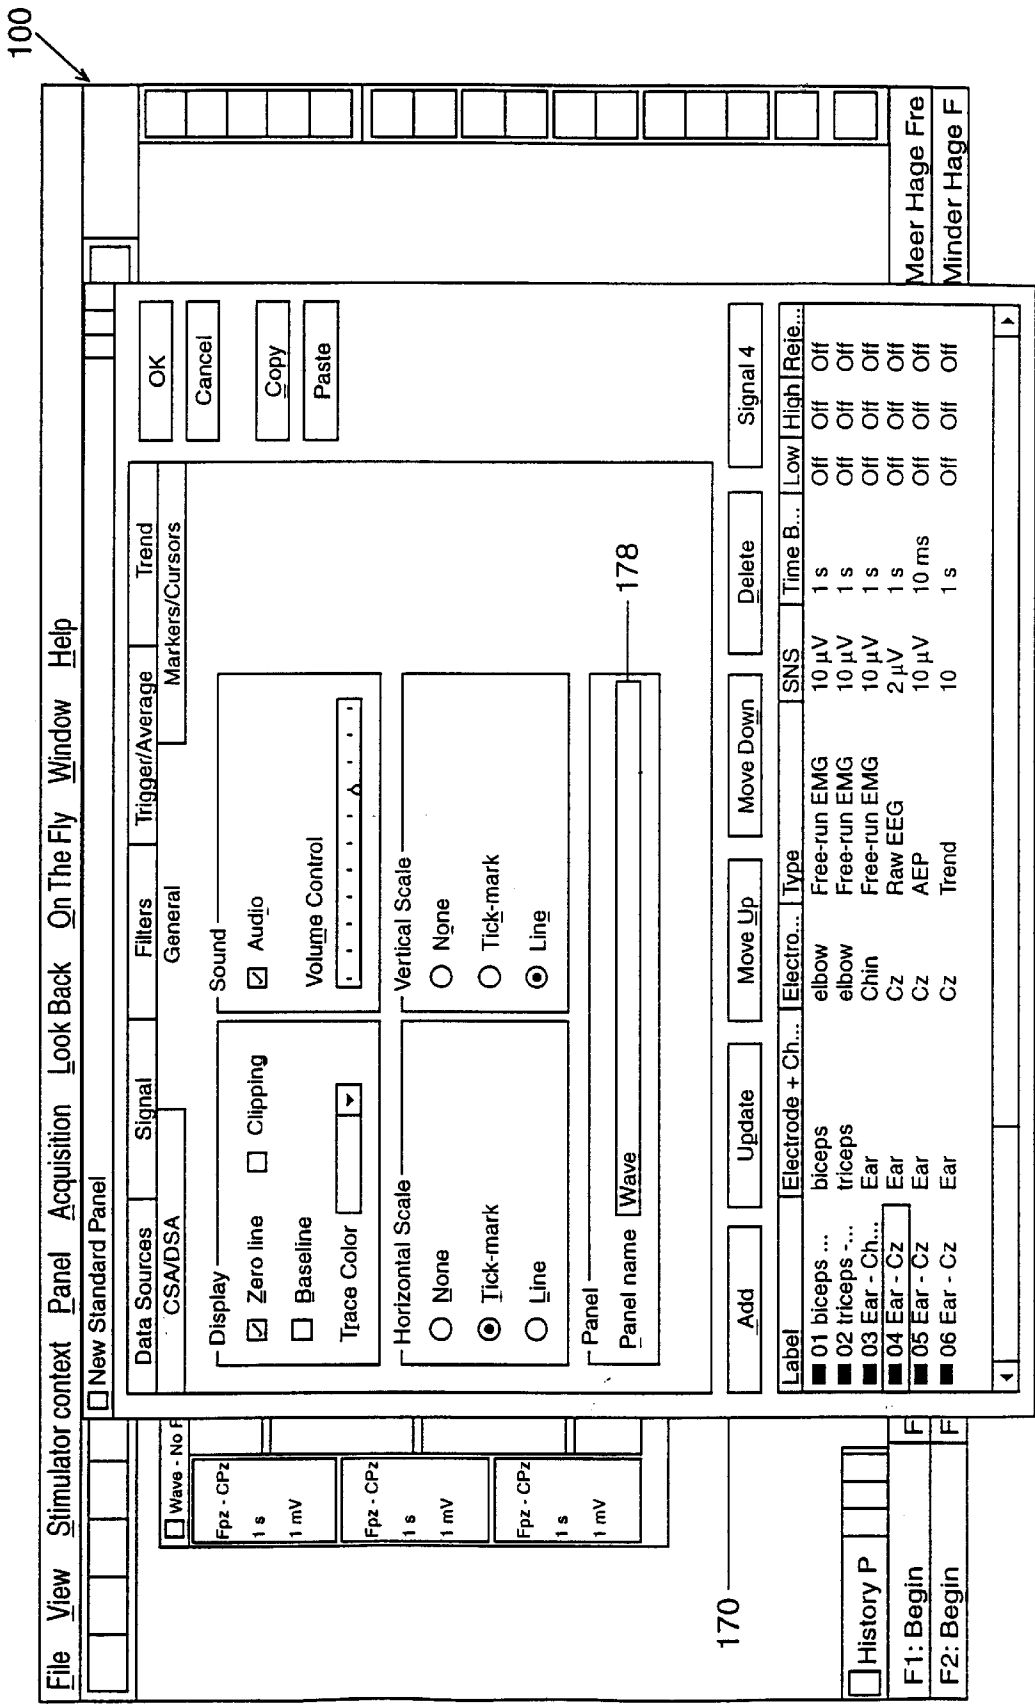 100
File View Stimulator context Panel Acquisition Look Back On The Fly Window Help
New Standard Panel
Data Sources Signal Filters Trigger/Average Trend
CSA/DSA General Markers/Cursors
OK
Cancel
Copy
Paste
Display
Zero line Clipping
Baseline
Trace Color
Sound
Audio
Volume Control
Horizontal Scale
None
Tick-mark
Line
Vertical Scale
None
Tick-mark
Line
Panel
Panel name Wave
178
Add Update Move Up Move Down Delete Signal 4
Label Electrode + Ch... Electro... Type SNS Time B... Low High Reje...
01 biceps ... biceps elbow Free-run EMG 10 µV 1 s Off Off Off
02 triceps -... triceps elbow Free-run EMG 10 µV 1 s Off Off Off
03 Ear - Ch... Ear Chin Free-run EMG 10 µV 1 s Off Off Off
04 Ear - Cz Ear Cz Raw EEG 2 µV 1 s Off Off Off
05 Ear - Cz Ear Cz AEP 10 µV 10 ms Off Off Off
06 Ear - Cz Ear Cz Trend 10 1 s Off Off Off
Wave - No F
Fpz - CPz
1 s
1 mV
Fpz - CPz
1 s
1 mV
Fpz - CPz
1 s
1 mV
170
History P
F1: Begin F Meer Hage Fre
F2: Begin F Minder Hage F